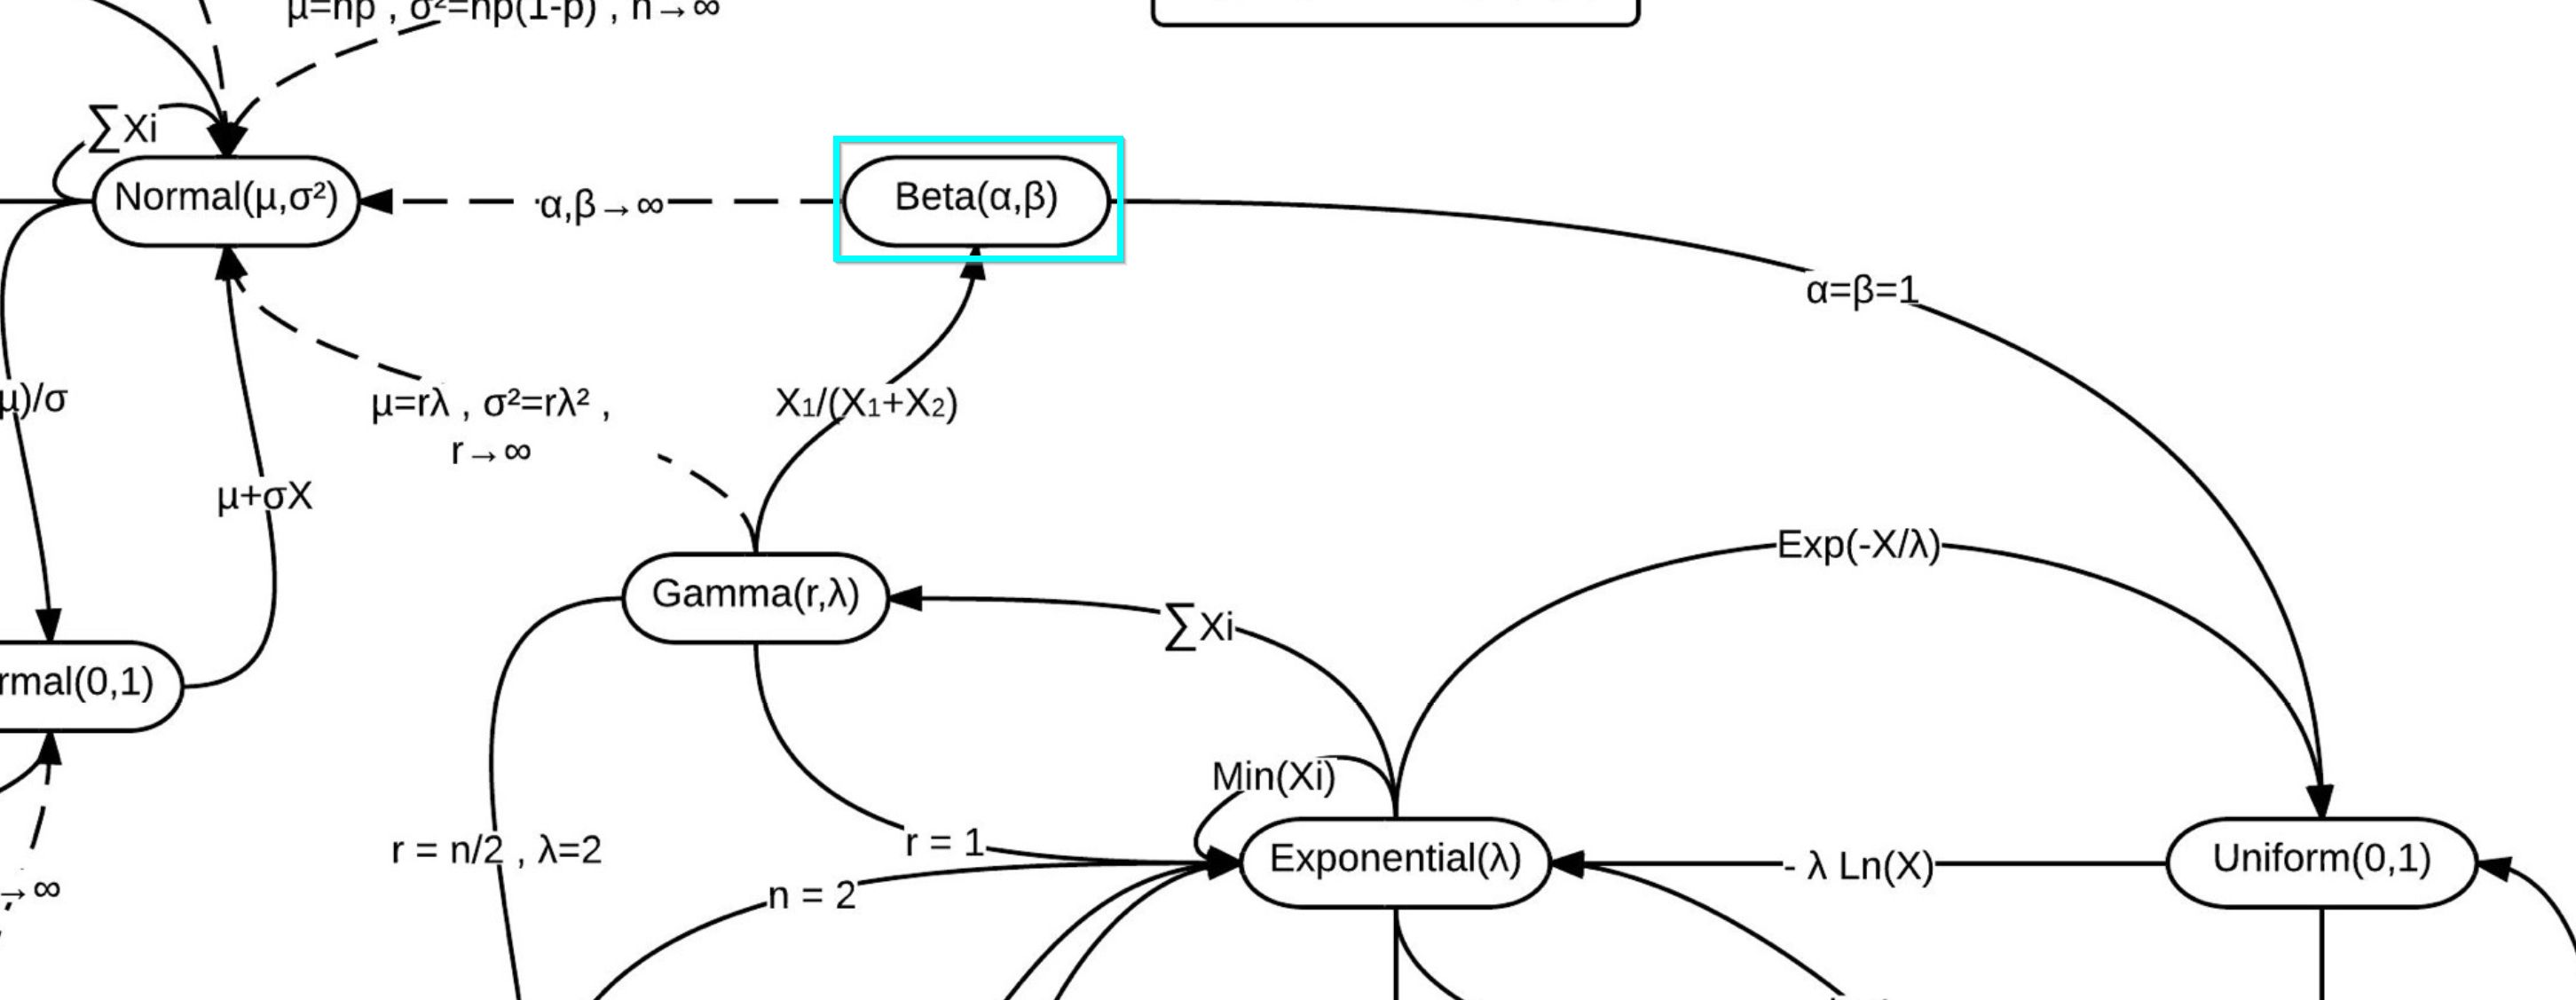 μ=np , σ²=np(1-p) , n→∞
∑Xi
Normal(μ,σ²)
α,β→∞
Beta(α,β)
α=β=1
μ)/σ
μ=rλ , σ²=rλ² ,
r→∞
X₁/(X₁+X₂)
μ+σX
Exp(-X/λ)
Gamma(r,λ)
∑Xi
rmal(0,1)
Min(Xi)
r = n/2 , λ=2
r = 1
Exponential(λ)
- λ Ln(X)
Uniform(0,1)
n = 2
→∞